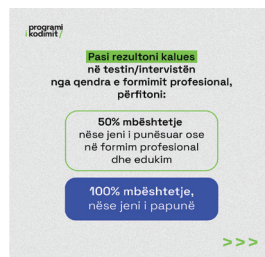 programi
i kodimit /
Pasi rezultoni kalues
në testin/intervistën
nga qendra e formimit profesional,
përfitoni:
50% mbështetje
nëse jeni i punësuar ose
në formim profesional
dhe edukim
100% mbështetje,
nëse jeni i papunë
>>>